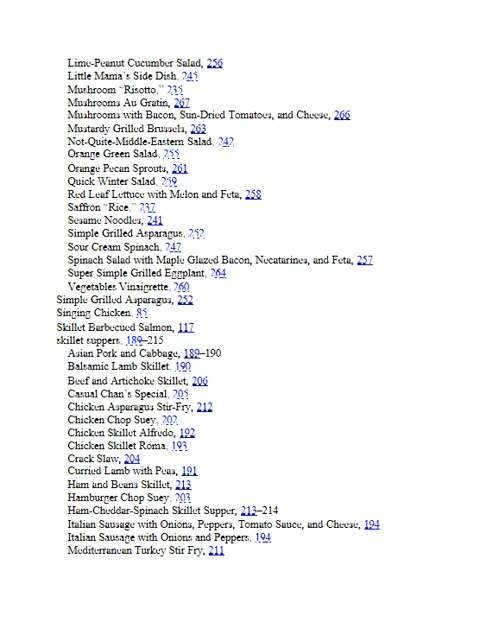 Lime-Peanut Cucumber Salad, 256
Little Mama's Side Dish, 245
Mushroom “Risotto,” 235
Mushrooms Au Gratin, 267
Mushrooms with Bacon, Sun-Dried Tomatoes, and Cheese, 266
Mustardy Grilled Brussels, 263
Not-Quite-Middle-Eastern Salad, 242
Orange Green Salad, 255
Orange Pecan Sprouts, 261
Quick Winter Salad, 259
Red Leaf Lettuce with Melon and Feta, 258
Saffron “Rice,” 237
Sesame Noodles, 241
Simple Grilled Asparagus, 252
Sour Cream Spinach, 247
Spinach Salad with Maple Glazed Bacon, Necatarines, and Feta, 257
Super Simple Grilled Eggplant, 264
Vegetables Vinaigrette, 260
Simple Grilled Asparagus, 252
Singing Chicken, 85
Skillet Barbecued Salmon, 117
skillet suppers, 189–215
Asian Pork and Cabbage, 189–190
Balsamic Lamb Skillet, 190
Beef and Artichoke Skillet, 206
Casual Chan's Special, 205
Chicken Asparagus Stir-Fry, 212
Chicken Chop Suey, 202
Chicken Skillet Alfredo, 192
Chicken Skillet Roma, 193
Crack Slaw, 204
Curried Lamb with Peas, 191
Ham and Beans Skillet, 213
Hamburger Chop Suey, 203
Ham-Cheddar-Spinach Skillet Supper, 213–214
Italian Sausage with Onions, Peppers, Tomato Sauce, and Cheese, 194
Italian Sausage with Onions and Peppers, 194
Mediterranean Turkey Stir Fry, 211